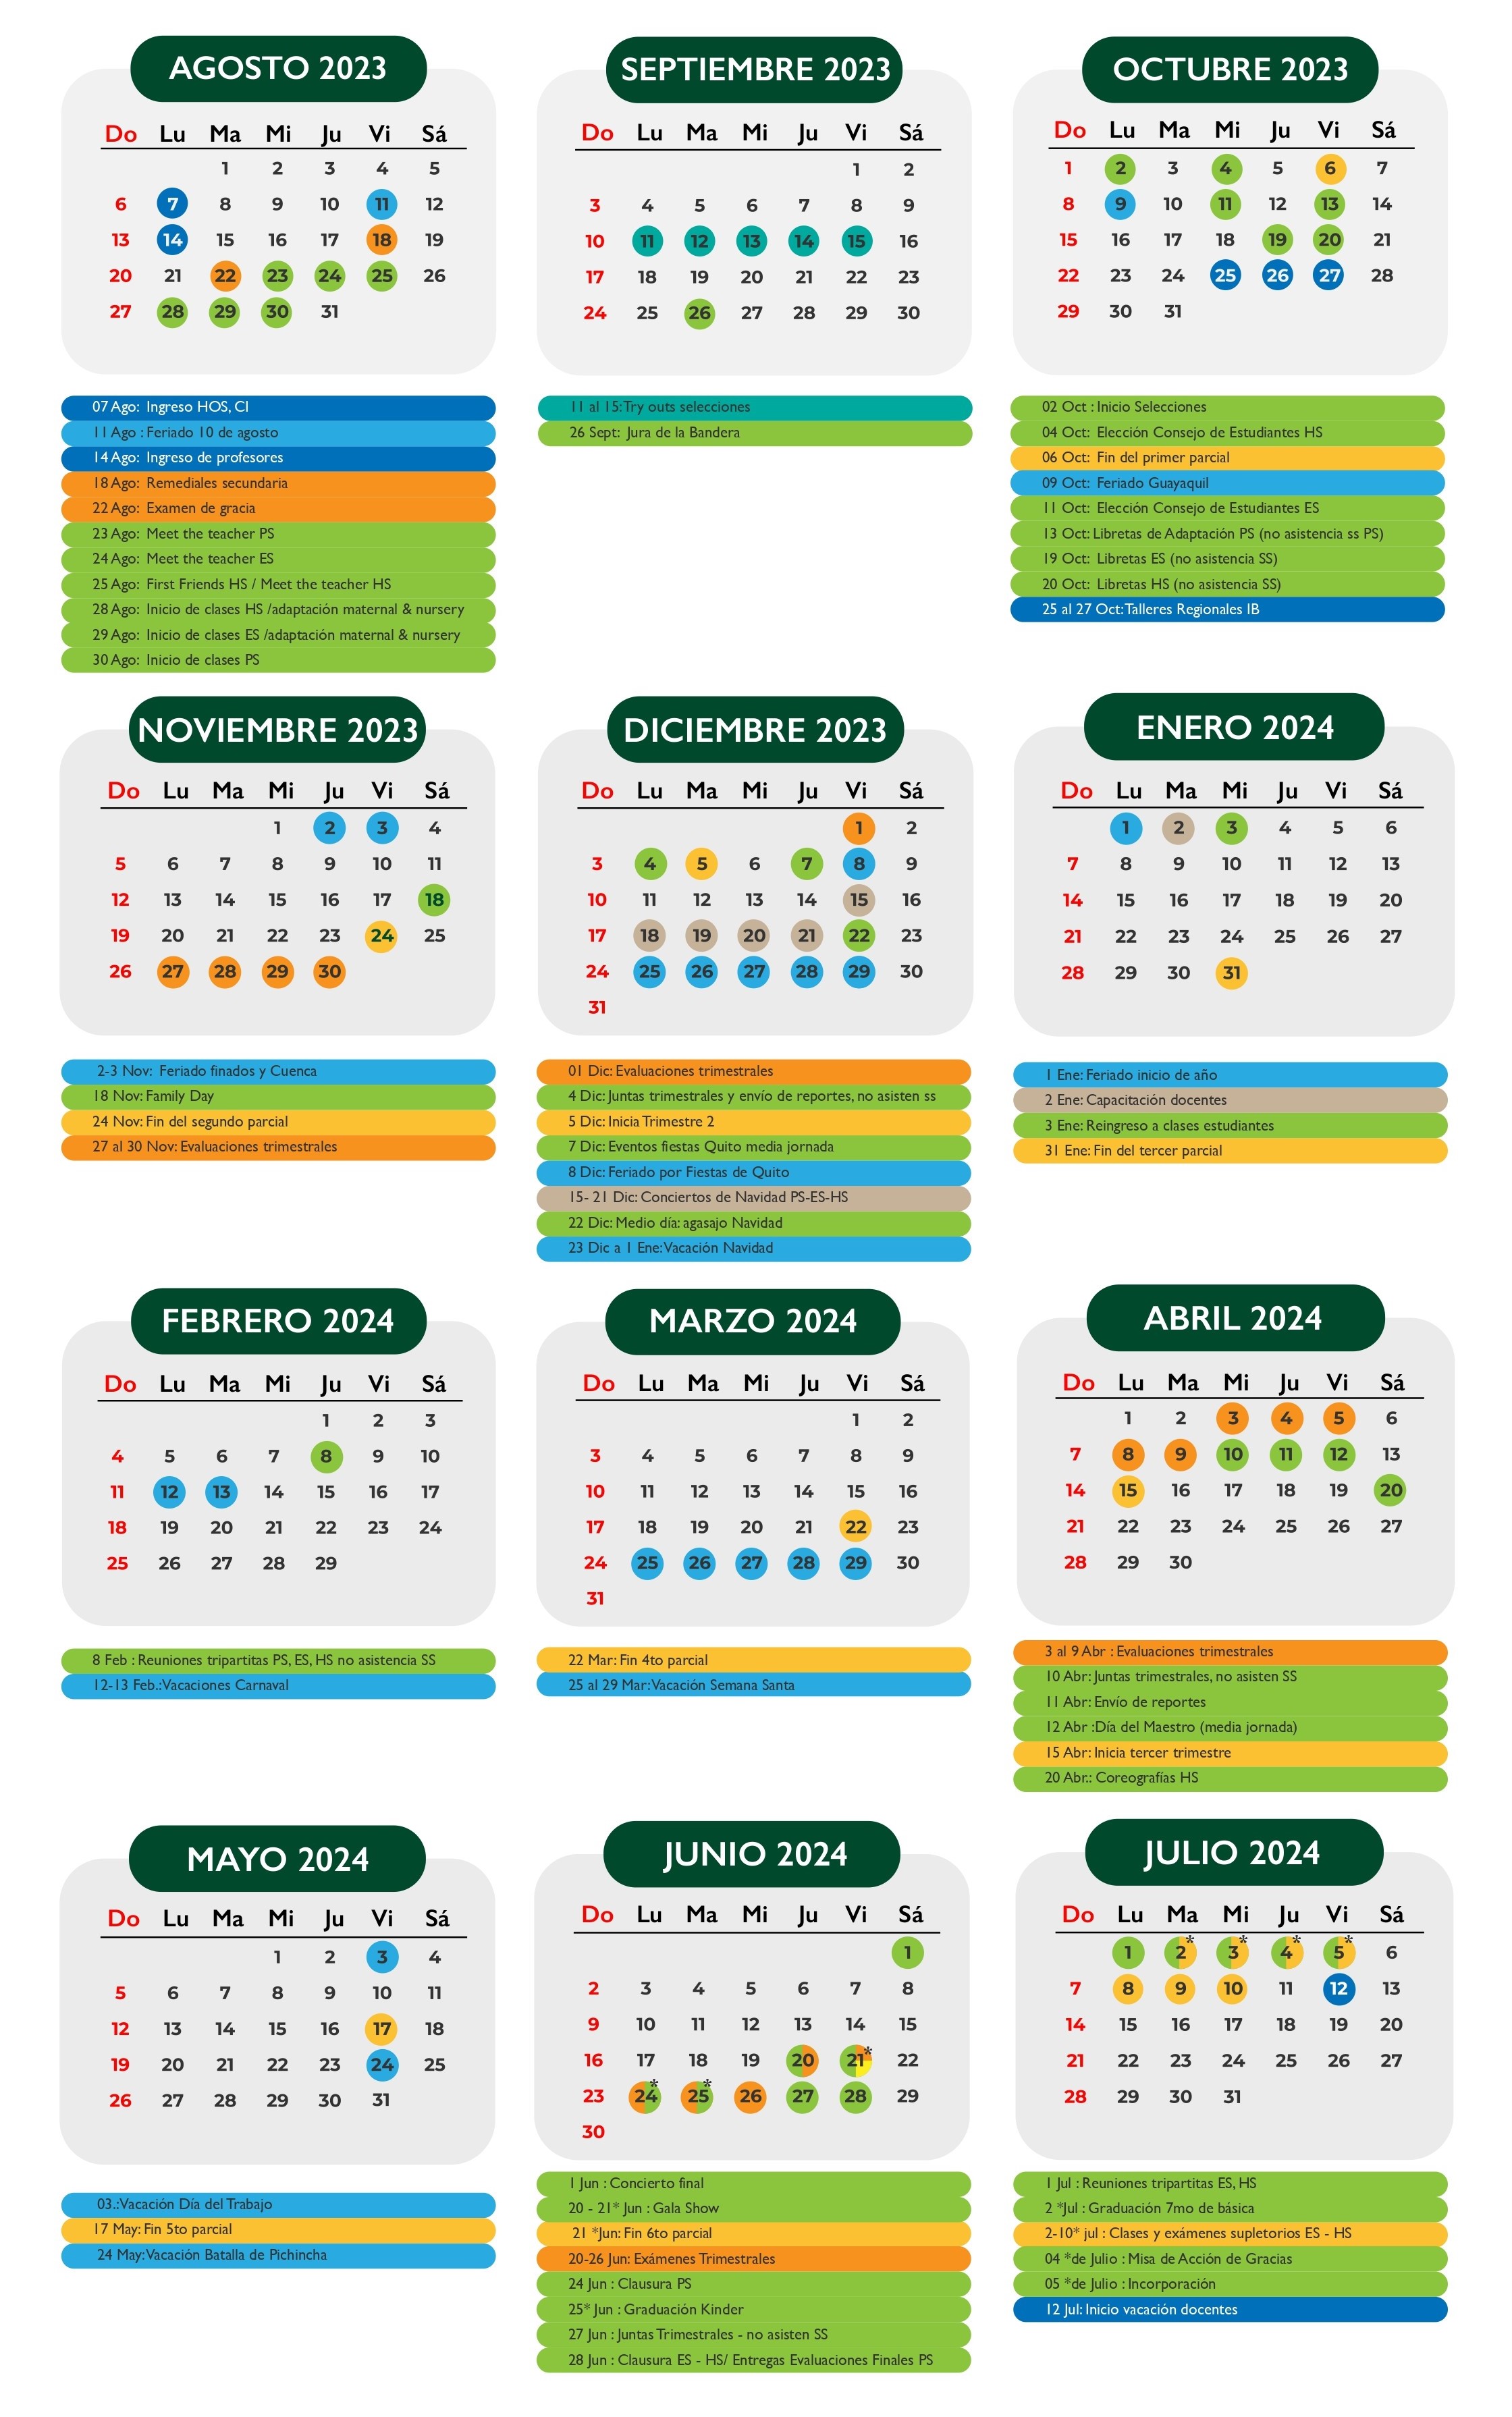 AGOSTO 2023
Do Lu Ma Mi Ju Vi Sá
1 2 3 4 5
6 7 8 9 10 11 12
13 14 15 16 17 18 19
20 21 22 23 24 25 26
27 28 29 30 31
07 Ago: Ingreso HOS, CI
11 Ago : Feriado 10 de agosto
14 Ago: Ingreso de profesores
18 Ago: Remediales secundaria
22 Ago: Examen de gracia
23 Ago: Meet the teacher PS
24 Ago: Meet the teacher ES
25 Ago: First Friends HS / Meet the teacher HS
28 Ago: Inicio de clases HS /adaptación maternal & nursery
29 Ago: Inicio de clases ES /adaptación maternal & nursery
30 Ago: Inicio de clases PS
SEPTIEMBRE 2023
Do Lu Ma Mi Ju Vi Sá
1 2
3 4 5 6 7 8 9
10 11 12 13 14 15 16
17 18 19 20 21 22 23
24 25 26 27 28 29 30
11 al 15: Try outs selecciones
26 Sept: Jura de la Bandera
OCTUBRE 2023
Do Lu Ma Mi Ju Vi Sá
1 2 3 4 5 6 7
8 9 10 11 12 13 14
15 16 17 18 19 20 21
22 23 24 25 26 27 28
29 30 31
02 Oct : Inicio Selecciones
04 Oct: Elección Consejo de Estudiantes HS
06 Oct: Fin del primer parcial
09 Oct: Feriado Guayaquil
11 Oct: Elección Consejo de Estudiantes ES
13 Oct: Libretas de Adaptación PS (no asistencia ss PS)
19 Oct: Libretas ES (no asistencia SS)
20 Oct: Libretas HS (no asistencia SS)
25 al 27 Oct: Talleres Regionales IB
NOVIEMBRE 2023
Do Lu Ma Mi Ju Vi Sá
1 2 3 4
5 6 7 8 9 10 11
12 13 14 15 16 17 18
19 20 21 22 23 24 25
26 27 28 29 30
2-3 Nov: Feriado finados y Cuenca
18 Nov: Family Day
24 Nov: Fin del segundo parcial
27 al 30 Nov: Evaluaciones trimestrales
DICIEMBRE 2023
Do Lu Ma Mi Ju Vi Sá
1 2
3 4 5 6 7 8 9
10 11 12 13 14 15 16
17 18 19 20 21 22 23
24 25 26 27 28 29 30
31
01 Dic: Evaluaciones trimestrales
4 Dic: Juntas trimestrales y envío de reportes, no asisten ss
5 Dic: Inicia Trimestre 2
7 Dic: Eventos fiestas Quito media jornada
8 Dic: Feriado por Fiestas de Quito
15- 21 Dic: Conciertos de Navidad PS-ES-HS
22 Dic: Medio día: agasajo Navidad
23 Dic a 1 Ene: Vacación Navidad
ENERO 2024
Do Lu Ma Mi Ju Vi Sá
1 2 3 4 5 6
7 8 9 10 11 12 13
14 15 16 17 18 19 20
21 22 23 24 25 26 27
28 29 30 31
1 Ene: Feriado inicio de año
2 Ene: Capacitación docentes
3 Ene: Reingreso a clases estudiantes
31 Ene: Fin del tercer parcial
FEBRERO 2024
Do Lu Ma Mi Ju Vi Sá
1 2 3
4 5 6 7 8 9 10
11 12 13 14 15 16 17
18 19 20 21 22 23 24
25 26 27 28 29
8 Feb : Reuniones tripartitas PS, ES, HS no asistencia SS
12-13 Feb.: Vacaciones Carnaval
MARZO 2024
Do Lu Ma Mi Ju Vi Sá
1 2
3 4 5 6 7 8 9
10 11 12 13 14 15 16
17 18 19 20 21 22 23
24 25 26 27 28 29 30
31
22 Mar: Fin 4to parcial
25 al 29 Mar: Vacación Semana Santa
ABRIL 2024
Do Lu Ma Mi Ju Vi Sá
1 2 3 4 5 6
7 8 9 10 11 12 13
14 15 16 17 18 19 20
21 22 23 24 25 26 27
28 29 30
3 al 9 Abr : Evaluaciones trimestrales
10 Abr: Juntas trimestrales, no asisten SS
11 Abr: Envío de reportes
12 Abr :Día del Maestro (media jornada)
15 Abr: Inicia tercer trimestre
20 Abr.: Coreografías HS
MAYO 2024
Do Lu Ma Mi Ju Vi Sá
1 2 3 4
5 6 7 8 9 10 11
12 13 14 15 16 17 18
19 20 21 22 23 24 25
26 27 28 29 30 31
03.: Vacación Día del Trabajo
17 May: Fin 5to parcial
24 May: Vacación Batalla de Pichincha
JUNIO 2024
Do Lu Ma Mi Ju Vi Sá
1
2 3 4 5 6 7 8
9 10 11 12 13 14 15
16 17 18 19 20 21* 22
23 24* 25* 26 27 28 29
30
1 Jun : Concierto final
20 - 21* Jun : Gala Show
21 *Jun: Fin 6to parcial
20-26 Jun: Exámenes Trimestrales
24 Jun : Clausura PS
25* Jun : Graduación Kinder
27 Jun : Juntas Trimestrales - no asisten SS
28 Jun : Clausura ES - HS/ Entregas Evaluaciones Finales PS
JULIO 2024
Do Lu Ma Mi Ju Vi Sá
1 2* 3* 4* 5* 6
7 8 9 10 11 12 13
14 15 16 17 18 19 20
21 22 23 24 25 26 27
28 29 30 31
1 Jul : Reuniones tripartitas ES, HS
2 *Jul : Graduación 7mo de básica
2-10* jul : Clases y exámenes supletorios ES - HS
04 *de Julio : Misa de Acción de Gracias
05 *de Julio : Incorporación
12 Jul: Inicio vacación docentes